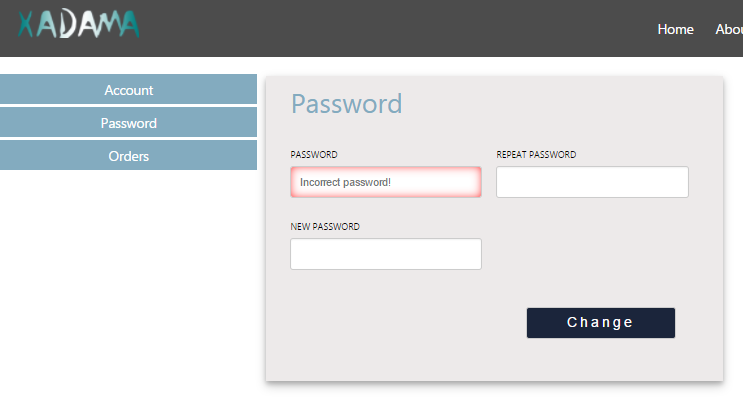 XADAMA
Home
Abou
Account
Password
Orders
Password
PASSWORD
REPEAT PASSWORD
Incorrect password!
NEW PASSWORD
Change